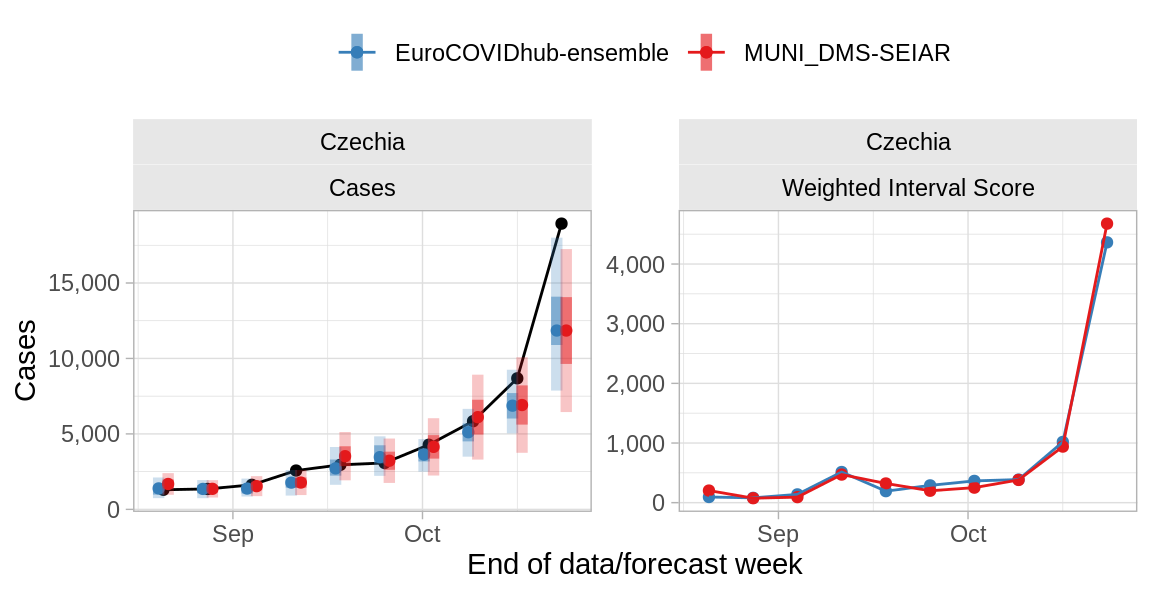 EuroCOVIDhub-ensemble MUNI_DMS-SEIAR
Czechia
Cases
Czechia
Weighted Interval Score
Cases
15,000
10,000
5,000
0
Sep Oct
4,000
3,000
2,000
1,000
0
Sep Oct
End of data/forecast week